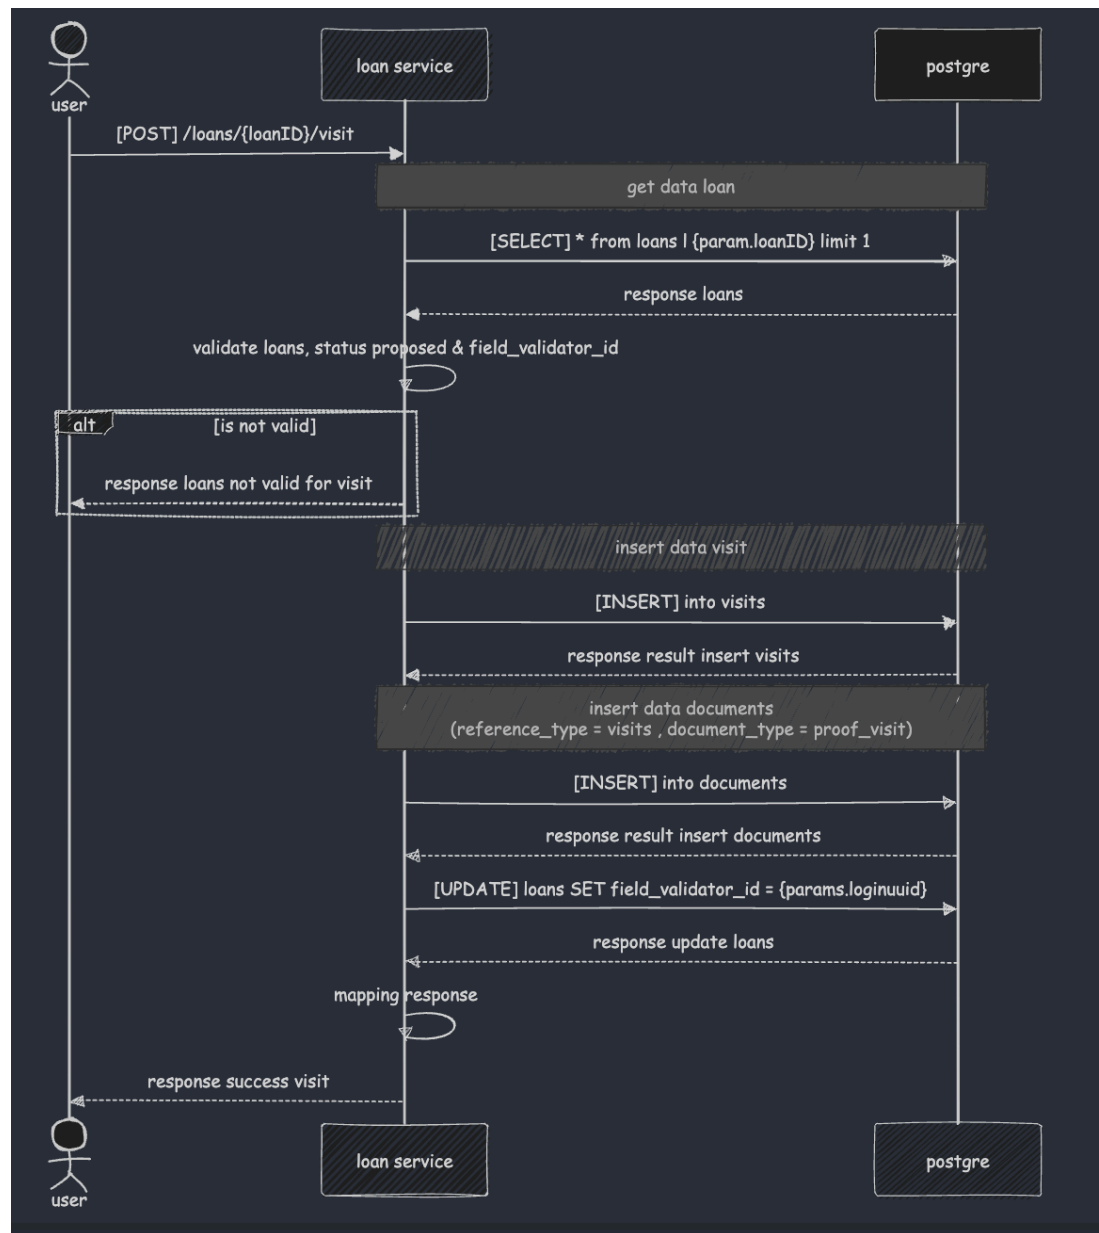 user
loan service
postgre
[POST] /loans/{loanID}/visit
get data loan
[SELECT] * from loans | {param.loanID} limit 1
response loans
validate loans, status proposed & field_validator_id
alt
[is not valid]
response loans not valid for visit
insert data visit
[INSERT] into visits
response result insert visits
insert data documents
(reference_type = visits , document_type = proof_visit)
[INSERT] into documents
response result insert documents
[UPDATE] loans SET field_validator_id = {params.loginuuid}
response update loans
mapping response
response success visit
user
loan service
postgre